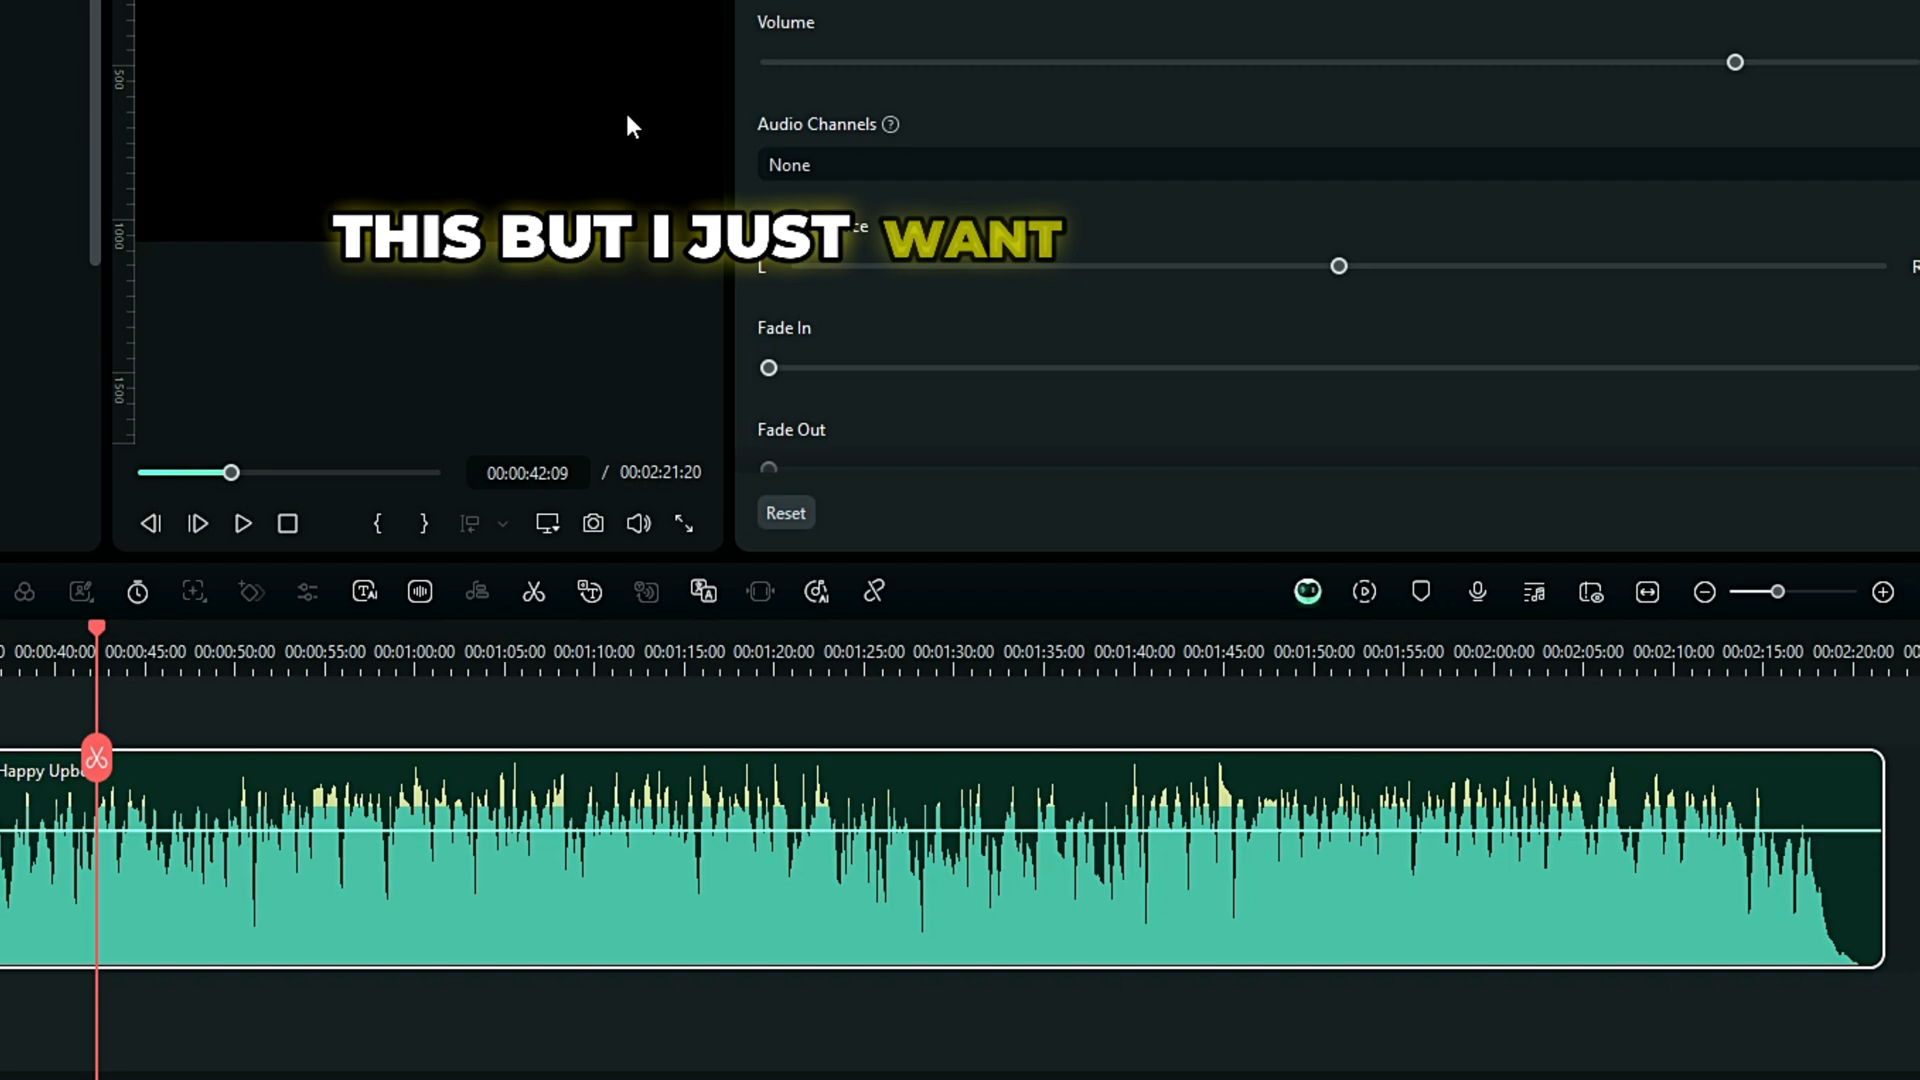 Volume
500
Audio Channels ?
None
1000
THIS BUT I JUST WANT
L
R
Fade In
1500
Fade Out
00:00:42:09 / 00:02:21:20
Reset
00:00:40:00 00:00:45:00 00:00:50:00 00:00:55:00 00:01:00:00 00:01:05:00 00:01:10:00 00:01:15:00 00:01:20:00 00:01:25:00 00:01:30:00 00:01:35:00 00:01:40:00 00:01:45:00 00:01:50:00 00:01:55:00 00:02:00:00 00:02:05:00 00:02:10:00 00:02:15:00 00:02:20:00 00
Happy Upb